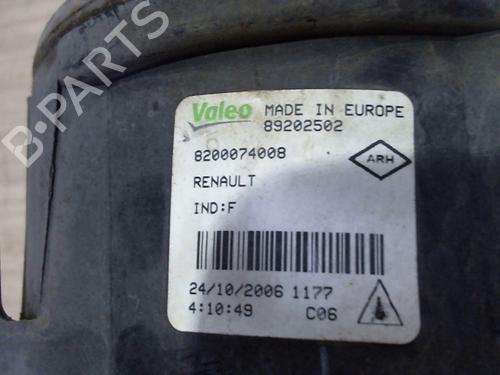 Valeo MADE IN EUROPE
89202502
8200074008
ARH
RENAULT
IND:F
24/10/2006 1177
4:10:49 C06
B-PARTS